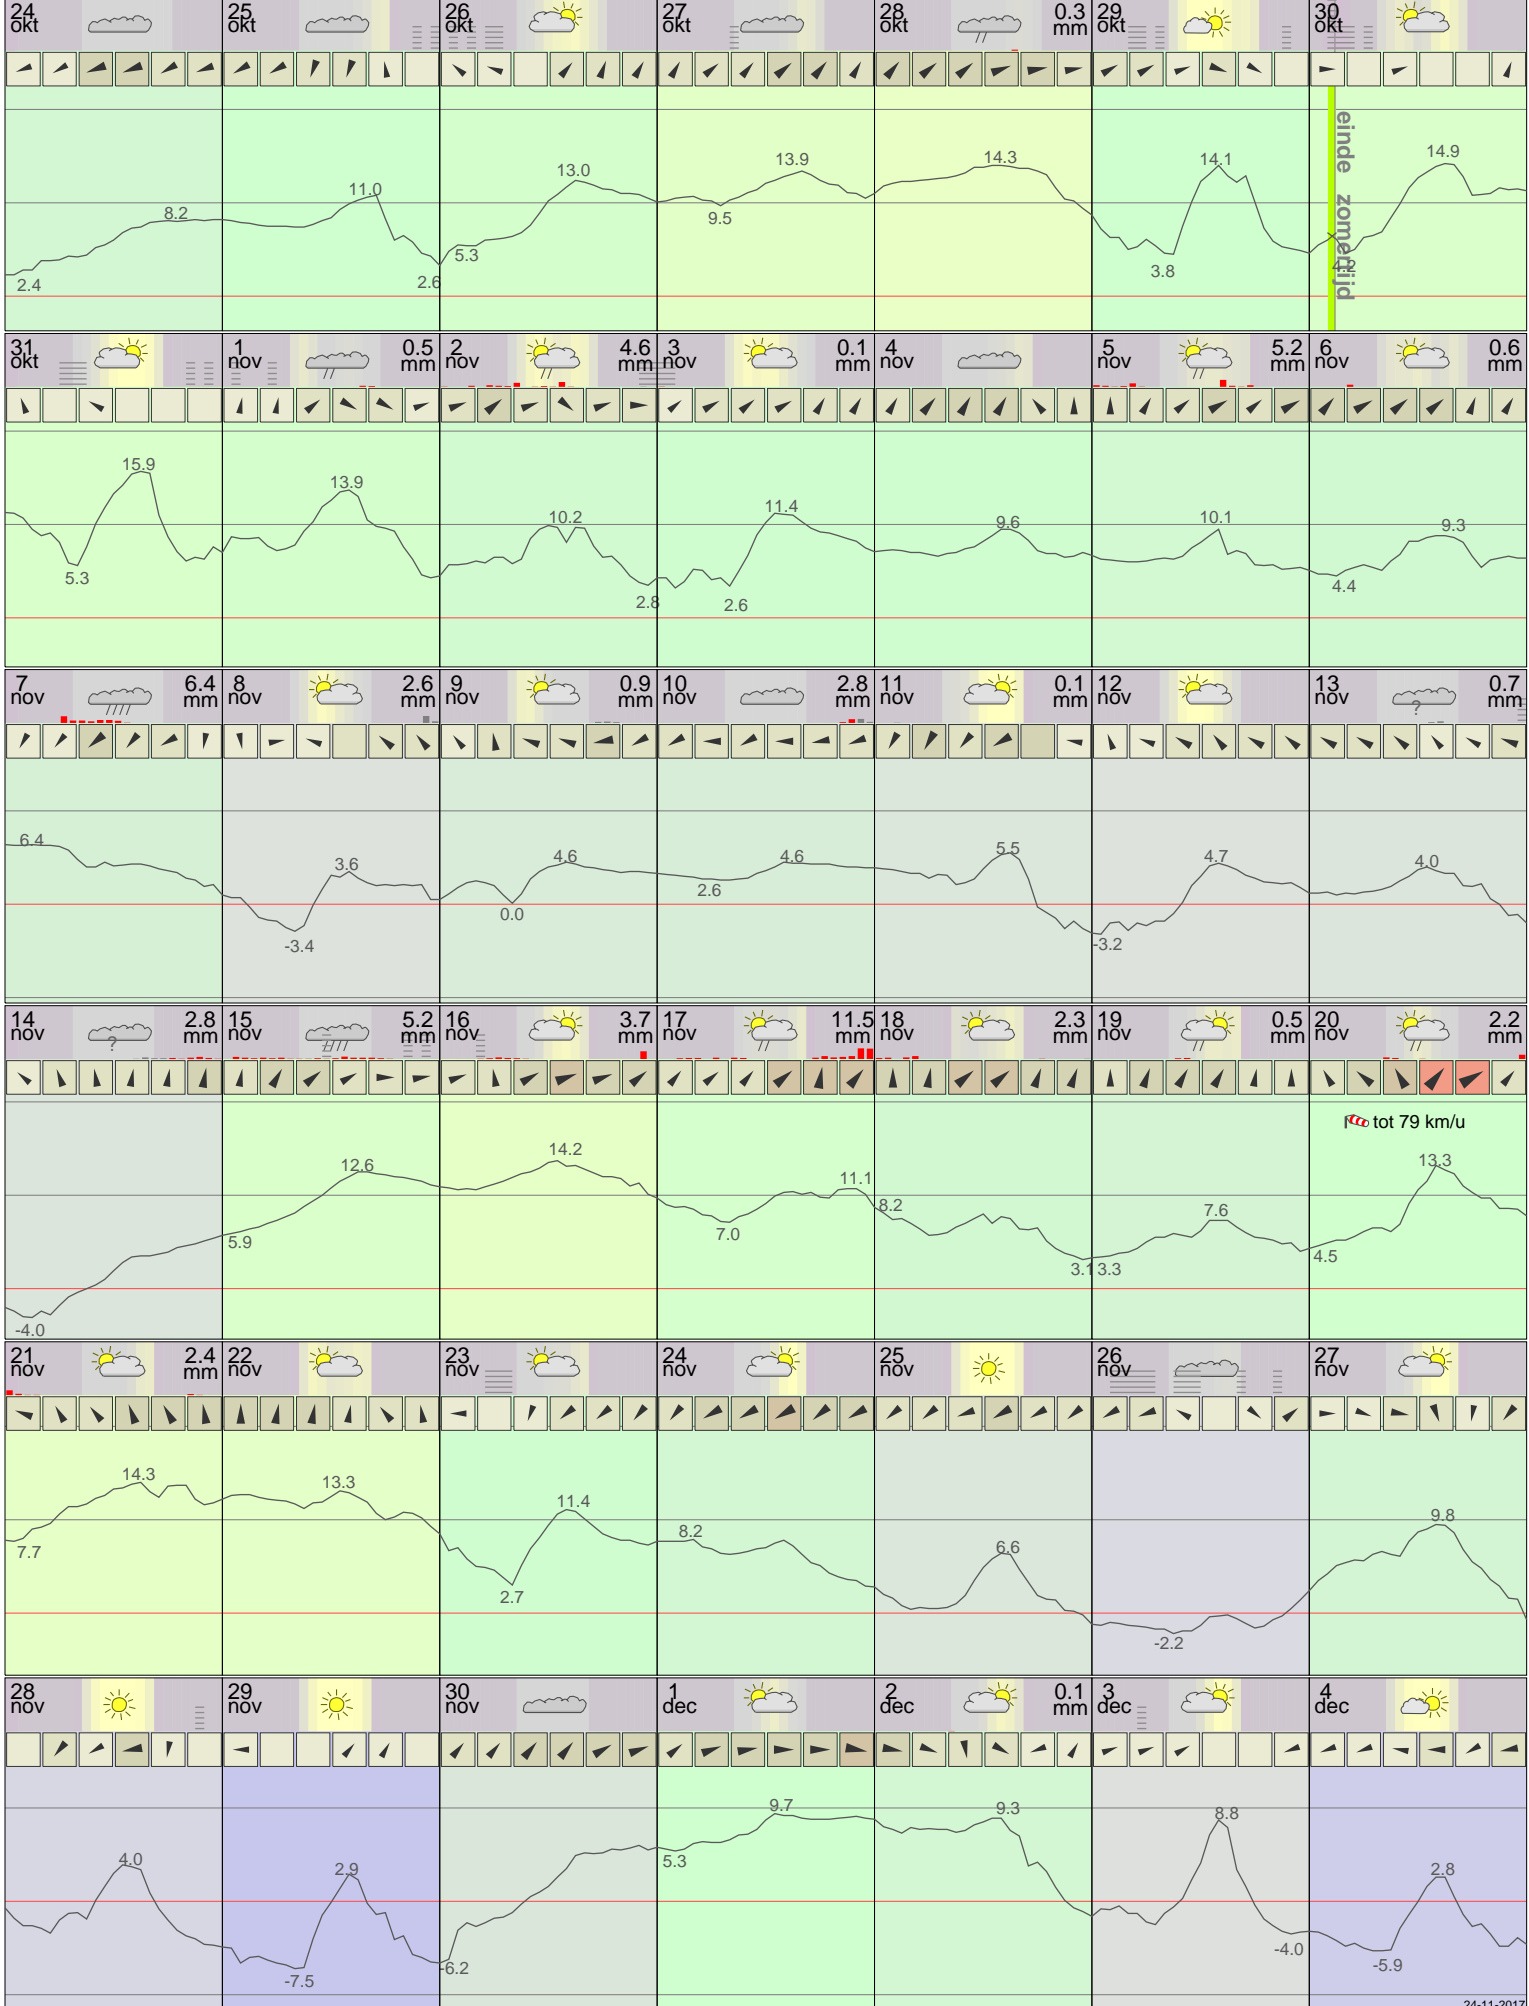 24 okt
25 okt
26 okt
27 okt
28 okt 0.3 mm
29 okt
30 okt
einde zomertijd
8.2
2.4
11.0
2.6
5.3
13.0
9.5
13.9
14.3
14.1
3.8
14.9
4.2
31 okt
1 nov 0.5 mm
2 nov 4.6 mm
3 nov 0.1 mm
4 nov
5 nov 5.2 mm
6 nov 0.6 mm
15.9
5.3
13.9
10.2
2.8
11.4
2.6
9.6
10.1
9.3
4.4
7 nov 6.4 mm
8 nov 2.6 mm
9 nov 0.9 mm
10 nov 2.8 mm
11 nov 0.1 mm
12 nov
13 nov ? 0.7 mm
6.4
3.6
-3.4
4.6
0.0
4.6
2.6
5.5
4.7
-3.2
4.0
14 nov ? 2.8 mm
15 nov 5.2 mm
16 nov 3.7 mm
17 nov 11.5 mm
18 nov 2.3 mm
19 nov 0.5 mm
20 nov 2.2 mm
tot 79 km/u
-4.0
12.6
5.9
14.2
11.1
7.0
8.2
3.1
3.3
7.6
13.3
4.5
21 nov 2.4 mm
22 nov
23 nov
24 nov
25 nov
26 nov
27 nov
14.3
7.7
13.3
11.4
2.7
8.2
6.6
-2.2
9.8
28 nov
29 nov
30 nov
1 dec
2 dec 0.1 mm
3 dec
4 dec
4.0
2.9
-7.5
-6.2
9.7
5.3
9.3
8.8
-4.0
2.8
-5.9
24-11-2017